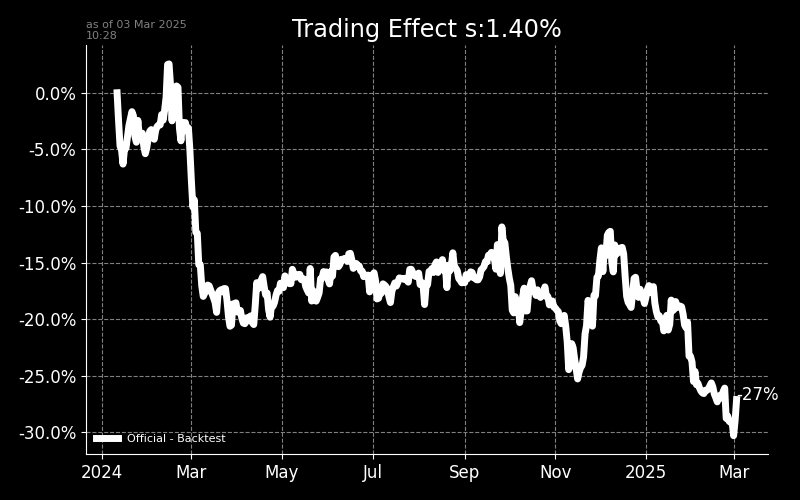 as of 03 Mar 2025
10:28
Trading Effect s:1.40%
0.0%
-5.0%
-10.0%
-15.0%
-20.0%
-25.0%
-30.0%
-27%
Official - Backtest
2024 Mar May Jul Sep Nov 2025 Mar